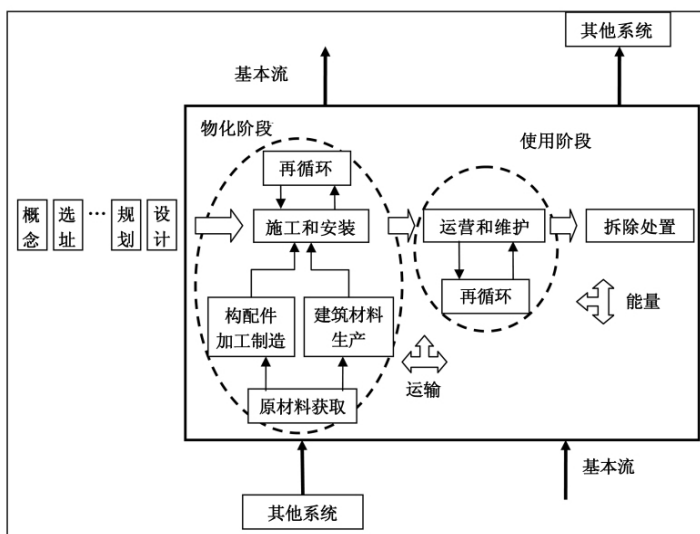 其他系统
基本流
物化阶段
使用阶段
再循环
概念
选址
…
规划
设计
施工和安装
运营和维护
拆除处置
再循环
构配件
加工制造
建筑材料
生产
能量
运输
原材料获取
基本流
其他系统